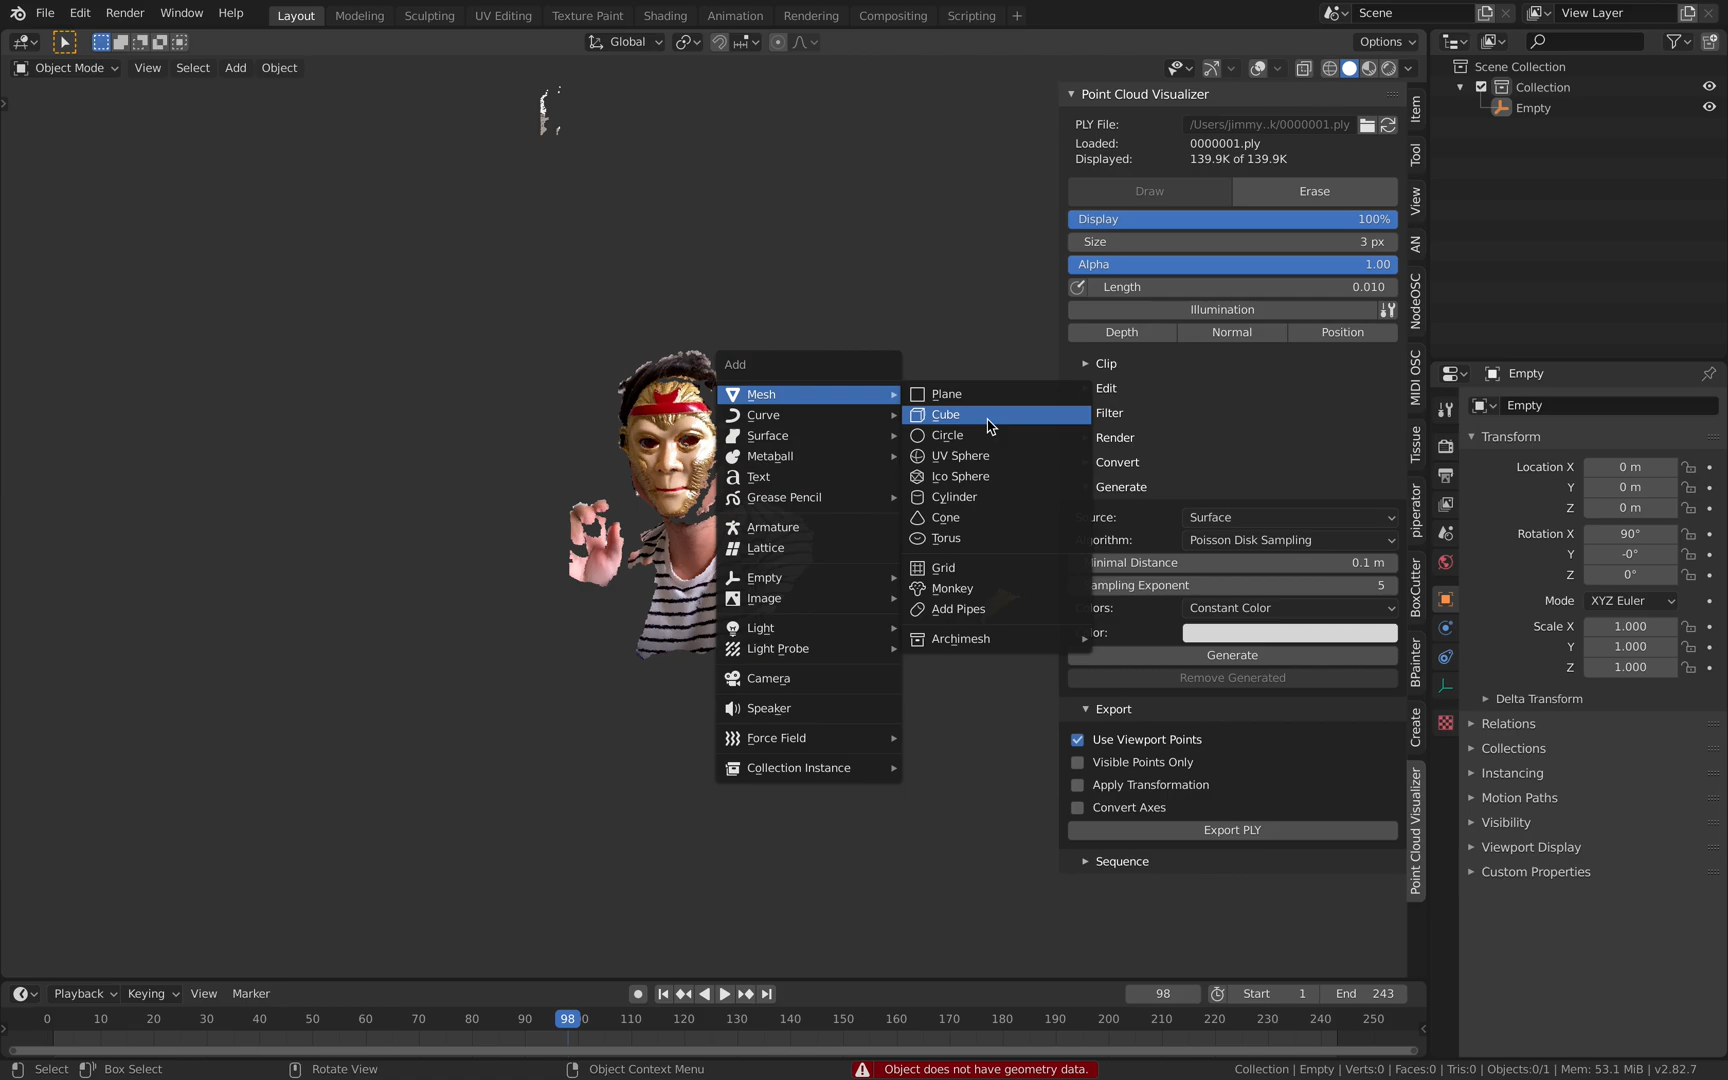 File Edit Render Window Help
Layout Modeling Sculpting UV Editing Texture Paint Shading Animation Rendering Compositing Scripting +
Scene View Layer
Global Options
Object Mode View Select Add Object
Point Cloud Visualizer
PLY File: /Users/jimmy..k/0000001.ply
Loaded: 0000001.ply
Displayed: 139.9K of 139.9K
Draw Erase
Display 100%
Size 3 px
Alpha 1.00
Length 0.010
Illumination
Depth Normal Position
Clip
Edit
Filter
Render
Convert
Generate
Surface
Poisson Disk Sampling
Minimal Distance 0.1 m
Sampling Exponent 5
Constant Color
Generate
Remove Generated
Export
Use Viewport Points
Visible Points Only
Apply Transformation
Convert Axes
Export PLY
Sequence
Add
Mesh
Curve
Surface
Metaball
Text
Grease Pencil
Armature
Lattice
Empty
Image
Light
Light Probe
Camera
Speaker
Force Field
Collection Instance
Plane
Cube
Circle
UV Sphere
Ico Sphere
Cylinder
Cone
Torus
Grid
Monkey
Add Pipes
Archimesh
Item
Tool
View
AN
NodeOSC
MIDI OSC
Tissue
piperator
BoxCutter
BPainter
Create
Point Cloud Visualizer
Scene Collection
Collection
Empty
Empty
Empty
Transform
Location X 0 m
Y 0 m
Z 0 m
Rotation X 90°
Y -0°
Z 0°
Mode XYZ Euler
Scale X 1.000
Y 1.000
Z 1.000
Delta Transform
Relations
Collections
Instancing
Motion Paths
Visibility
Viewport Display
Custom Properties
Playback Keying View Marker 98 Start 1 End 243
0 10 20 30 40 50 60 70 80 90 98 0 110 120 130 140 150 160 170 180 190 200 210 220 230 240 250
Select Box Select Rotate View Object Context Menu Object does not have geometry data. Collection | Empty | Verts:0 | Faces:0 | Tris:0 | Objects:0/1 | Mem: 53.1 MiB | v2.82.7